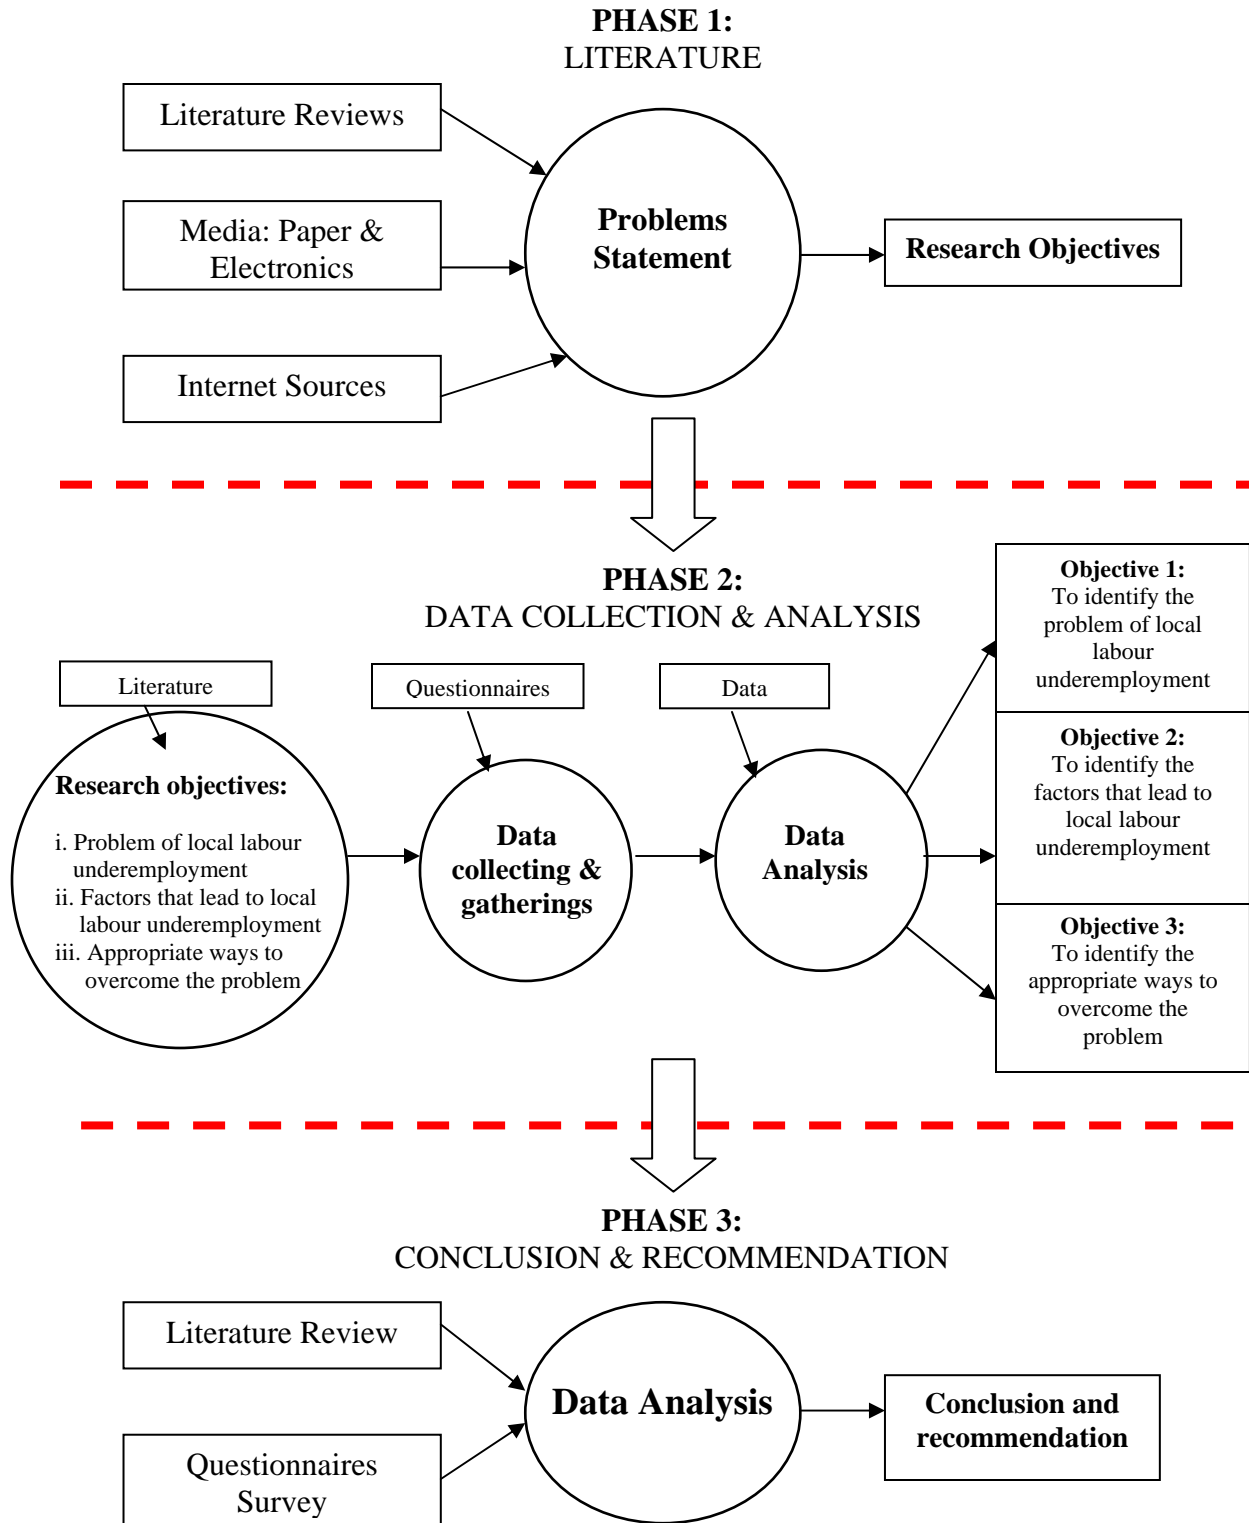 PHASE 1:
LITERATURE
Literature Reviews
Media: Paper &
Electronics
Internet Sources
Problems
Statement
Research Objectives
PHASE 2:
DATA COLLECTION & ANALYSIS
Literature
Research objectives:
i. Problem of local labour
underemployment
ii. Factors that lead to local
labour underemployment
iii. Appropriate ways to
overcome the problem
Questionnaires
Data
collecting &
gatherings
Data
Data
Analysis
Objective 1:
To identify the
problem of local
labour
underemployment
Objective 2:
To identify the
factors that lead to
local labour
underemployment
Objective 3:
To identify the
appropriate ways to
overcome the
problem
PHASE 3:
CONCLUSION & RECOMMENDATION
Literature Review
Questionnaires
Survey
Data Analysis
Conclusion and
recommendation